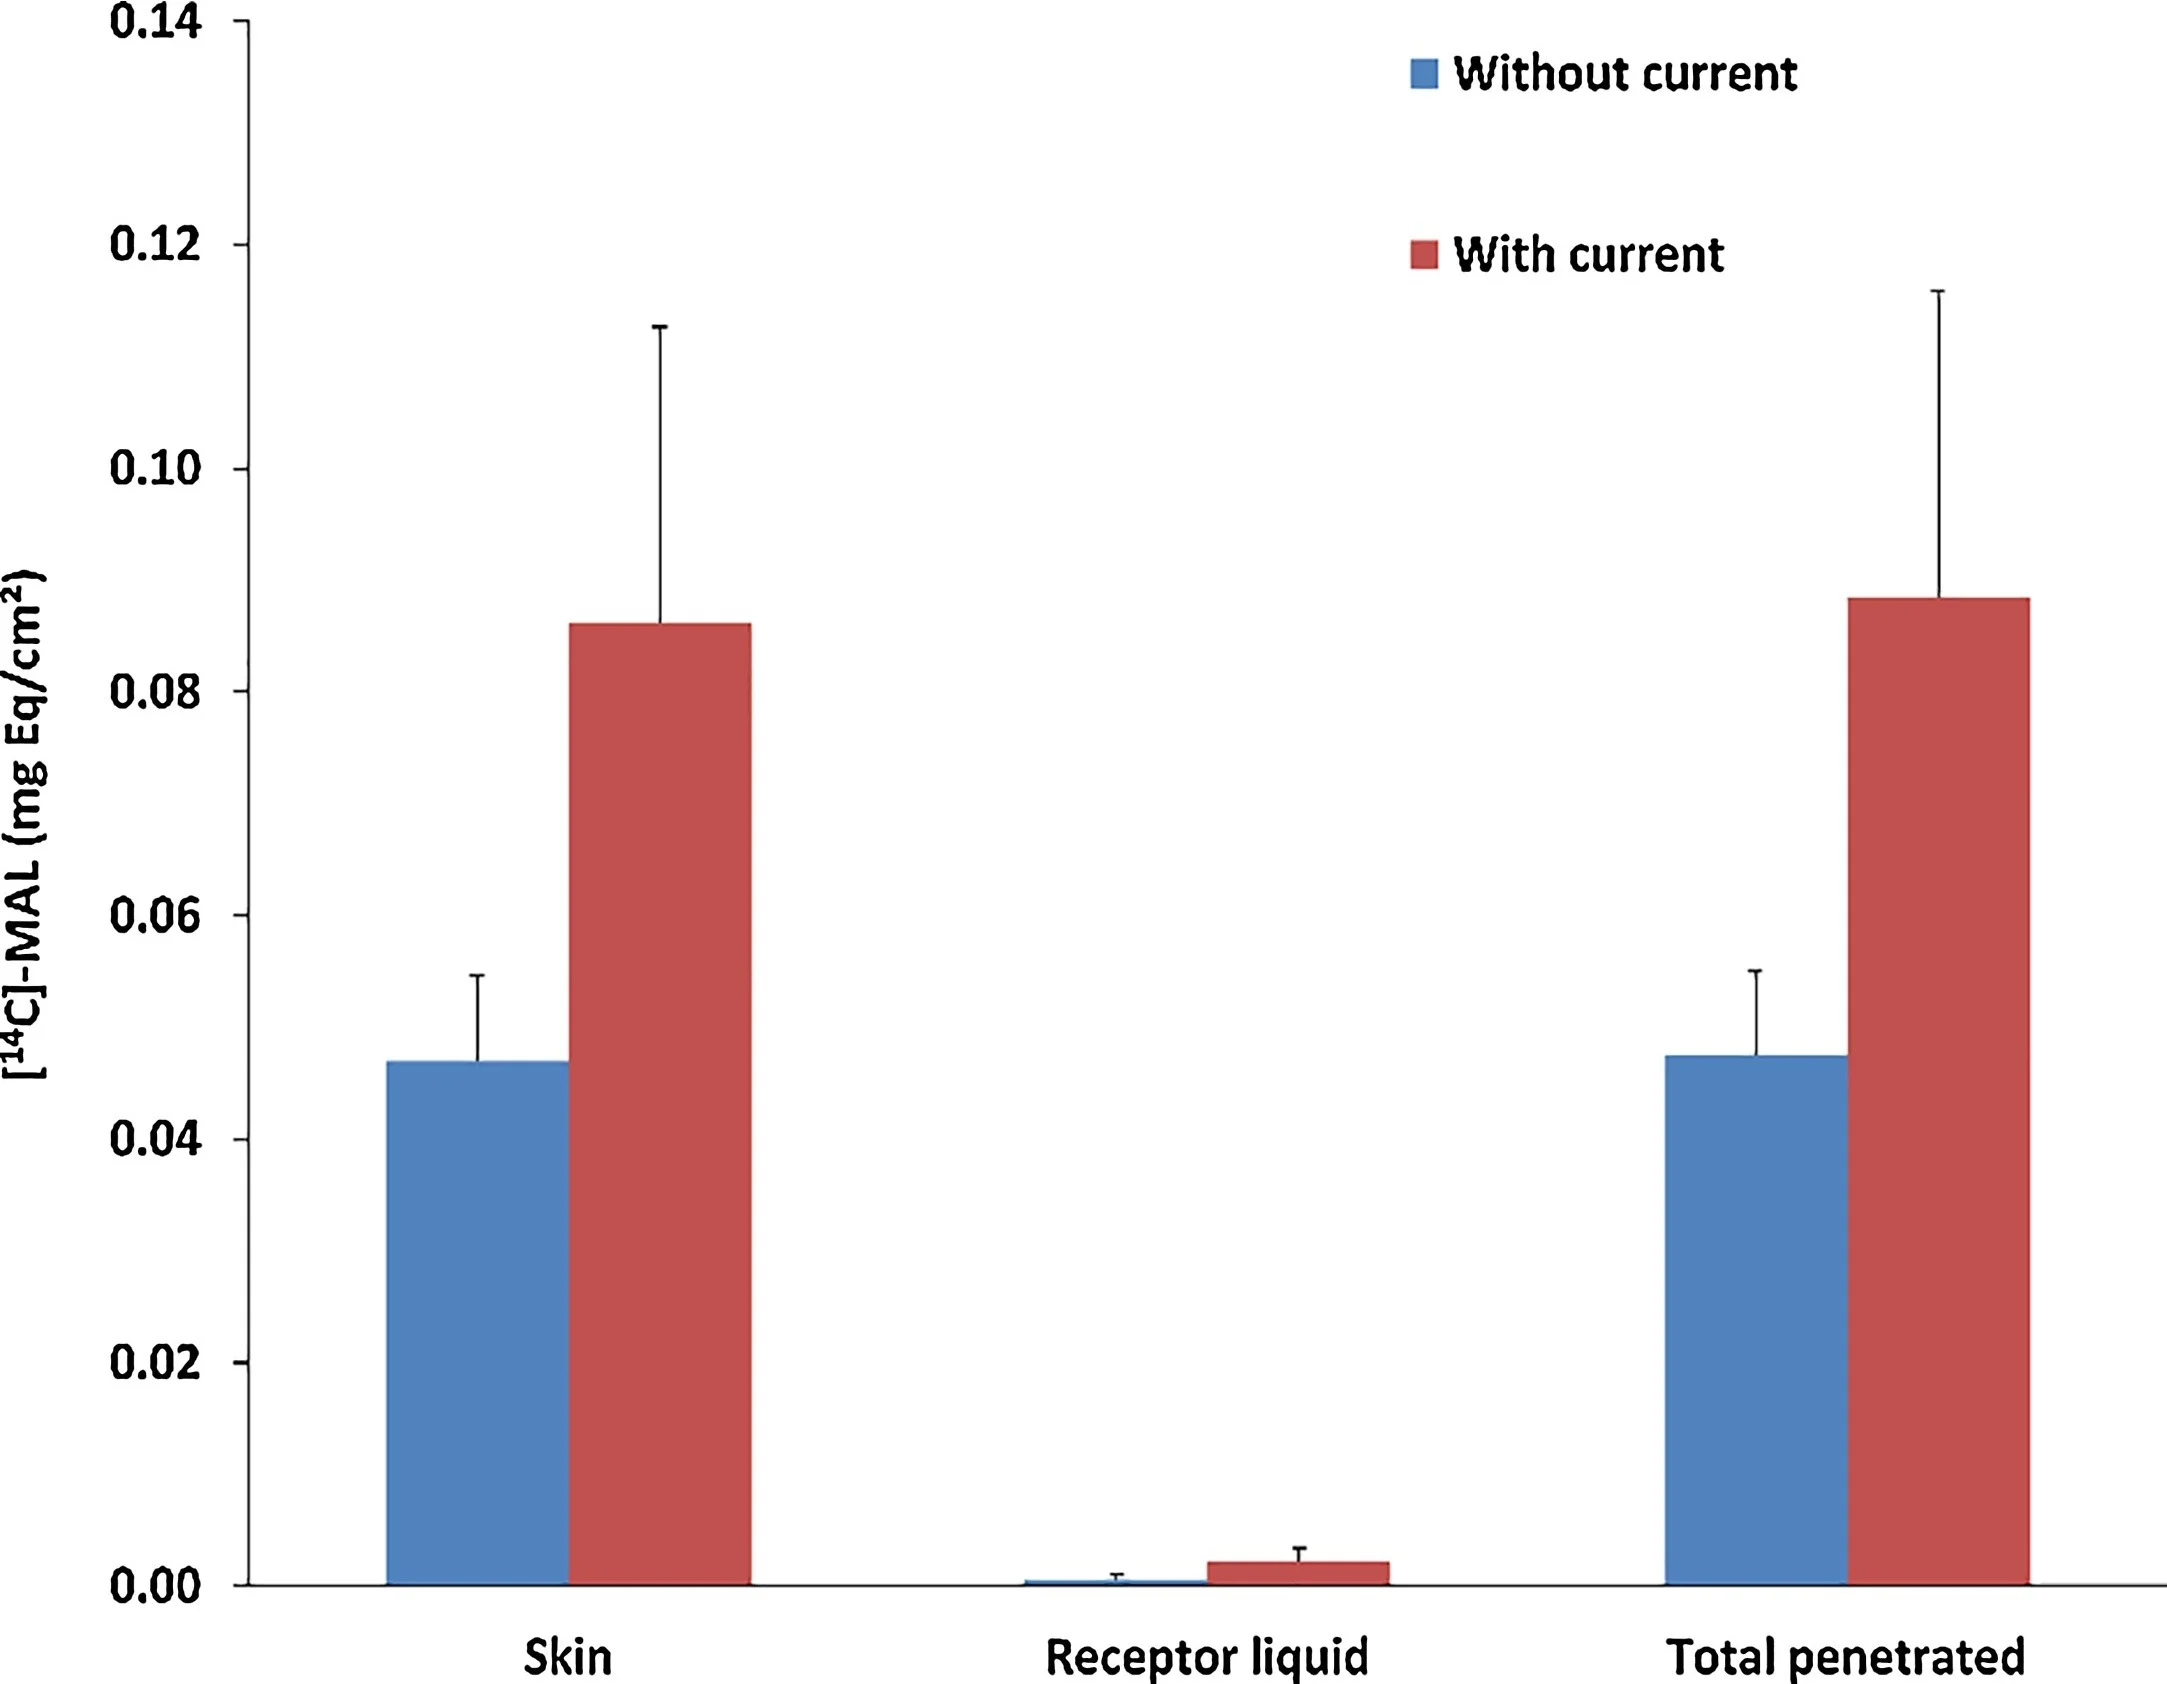 0.14
0.12
0.10
0.08
0.06
0.04
0.02
0.00
[¹⁴C]-MAL (mg Eq/cm²)
Without current
With current
Skin
Receptor liquid
Total penetrated